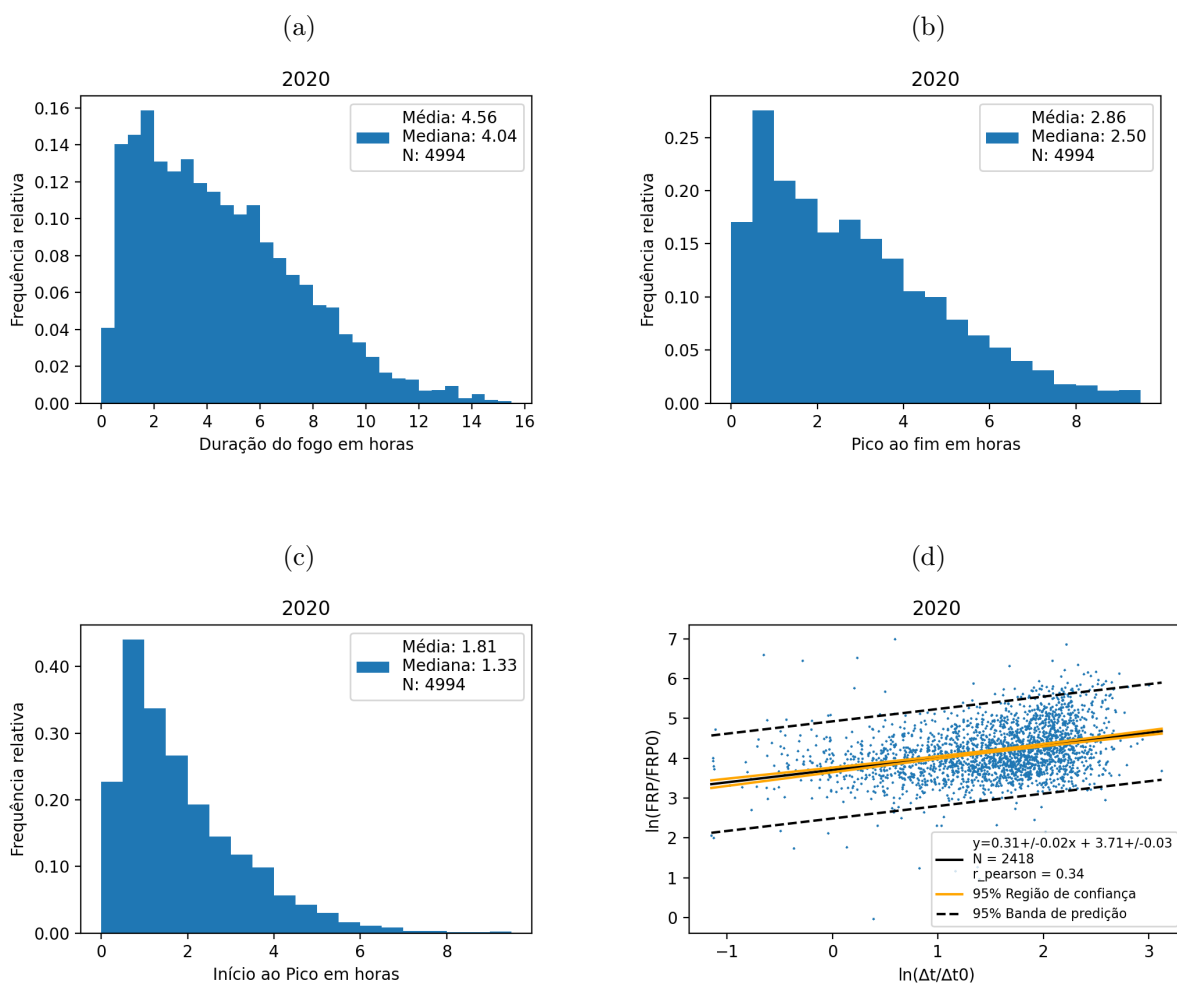 (a)
2020
Média: 4.56
Mediana: 4.04
N: 4994
Frequência relativa
0.16
0.14
0.12
0.10
0.08
0.06
0.04
0.02
0.00
0 2 4 6 8 10 12 14 16
Duração do fogo em horas
(b)
2020
Média: 2.86
Mediana: 2.50
N: 4994
Frequência relativa
0.25
0.20
0.15
0.10
0.05
0.00
0 2 4 6 8
Pico ao fim em horas
(c)
2020
Média: 1.81
Mediana: 1.33
N: 4994
Frequência relativa
0.40
0.30
0.20
0.10
0.00
0 2 4 6 8
Início ao Pico em horas
(d)
2020
ln(FRP/FRP0)
7
6
5
4
3
2
1
0
y=0.31+/-0.02x + 3.71+/-0.03
N = 2418
r_pearson = 0.34
95% Região de confiança
95% Banda de predição
−1 0 1 2 3
ln(Δt/Δt0)